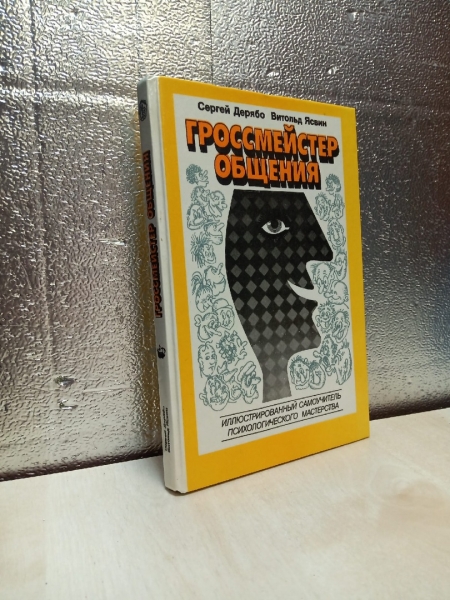 Сергей Дерябо Витольд Ясвин
ГРОССМЕЙСТЕР
ОБЩЕНИЯ
ИЛЛЮСТРИРОВАННЫЙ САМОУЧИТЕЛЬ
ПСИХОЛОГИЧЕСКОГО МАСТЕРСТВА
ГРОССМЕЙСТЕР ОБЩЕНИЯ